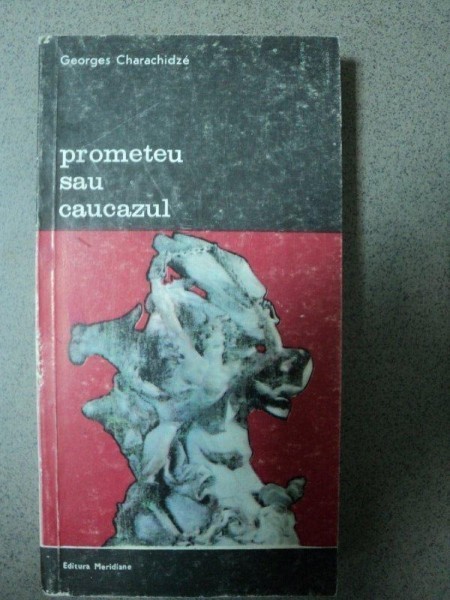 Georges Charachidzé
prometeu
sau
caucazul
Editura Meridiane